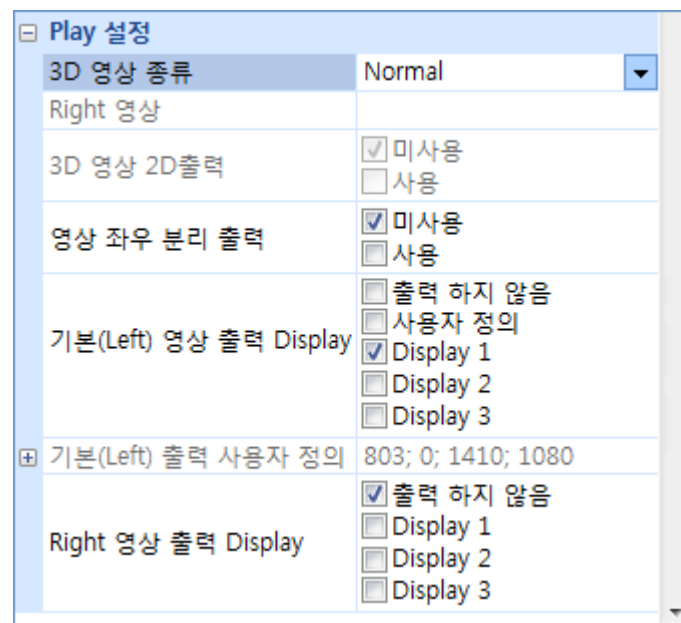 Play 설정
3D 영상 종류 Normal
Right 영상
3D 영상 2D출력
미사용
사용
영상 좌우 분리 출력
미사용
사용
기본(Left) 영상 출력 Display
출력 하지 않음
사용자 정의
Display 1
Display 2
Display 3
기본(Left) 출력 사용자 정의 803; 0; 1410; 1080
Right 영상 출력 Display
출력 하지 않음
Display 1
Display 2
Display 3